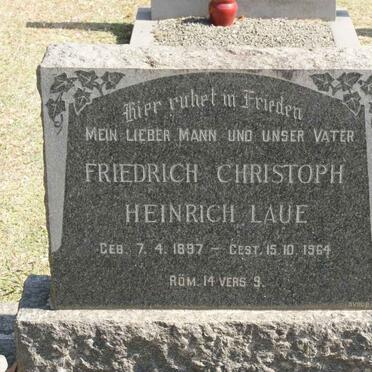 Hier ruhet in Frieden
MEIN LIEBER MANN UND UNSER VATER
FRIEDRICH CHRISTOPH
HEINRICH LAUE
GEB. 7. 4. 1897 – GEST. 15. 10. 1964
RÖM. 14 VERS 9.